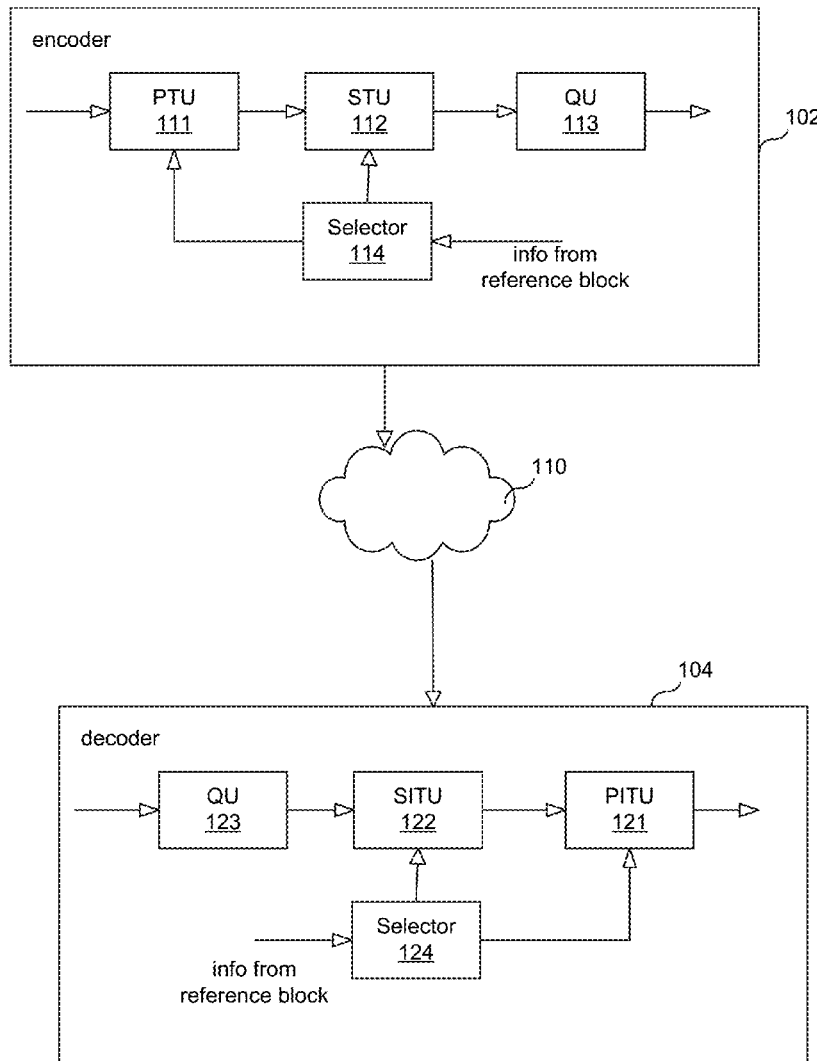 encoder
PTU
111
STU
112
QU
113
102
Selector
114
info from
reference block
110
104
decoder
QU
123
SITU
122
PITU
121
Selector
124
info from
reference block